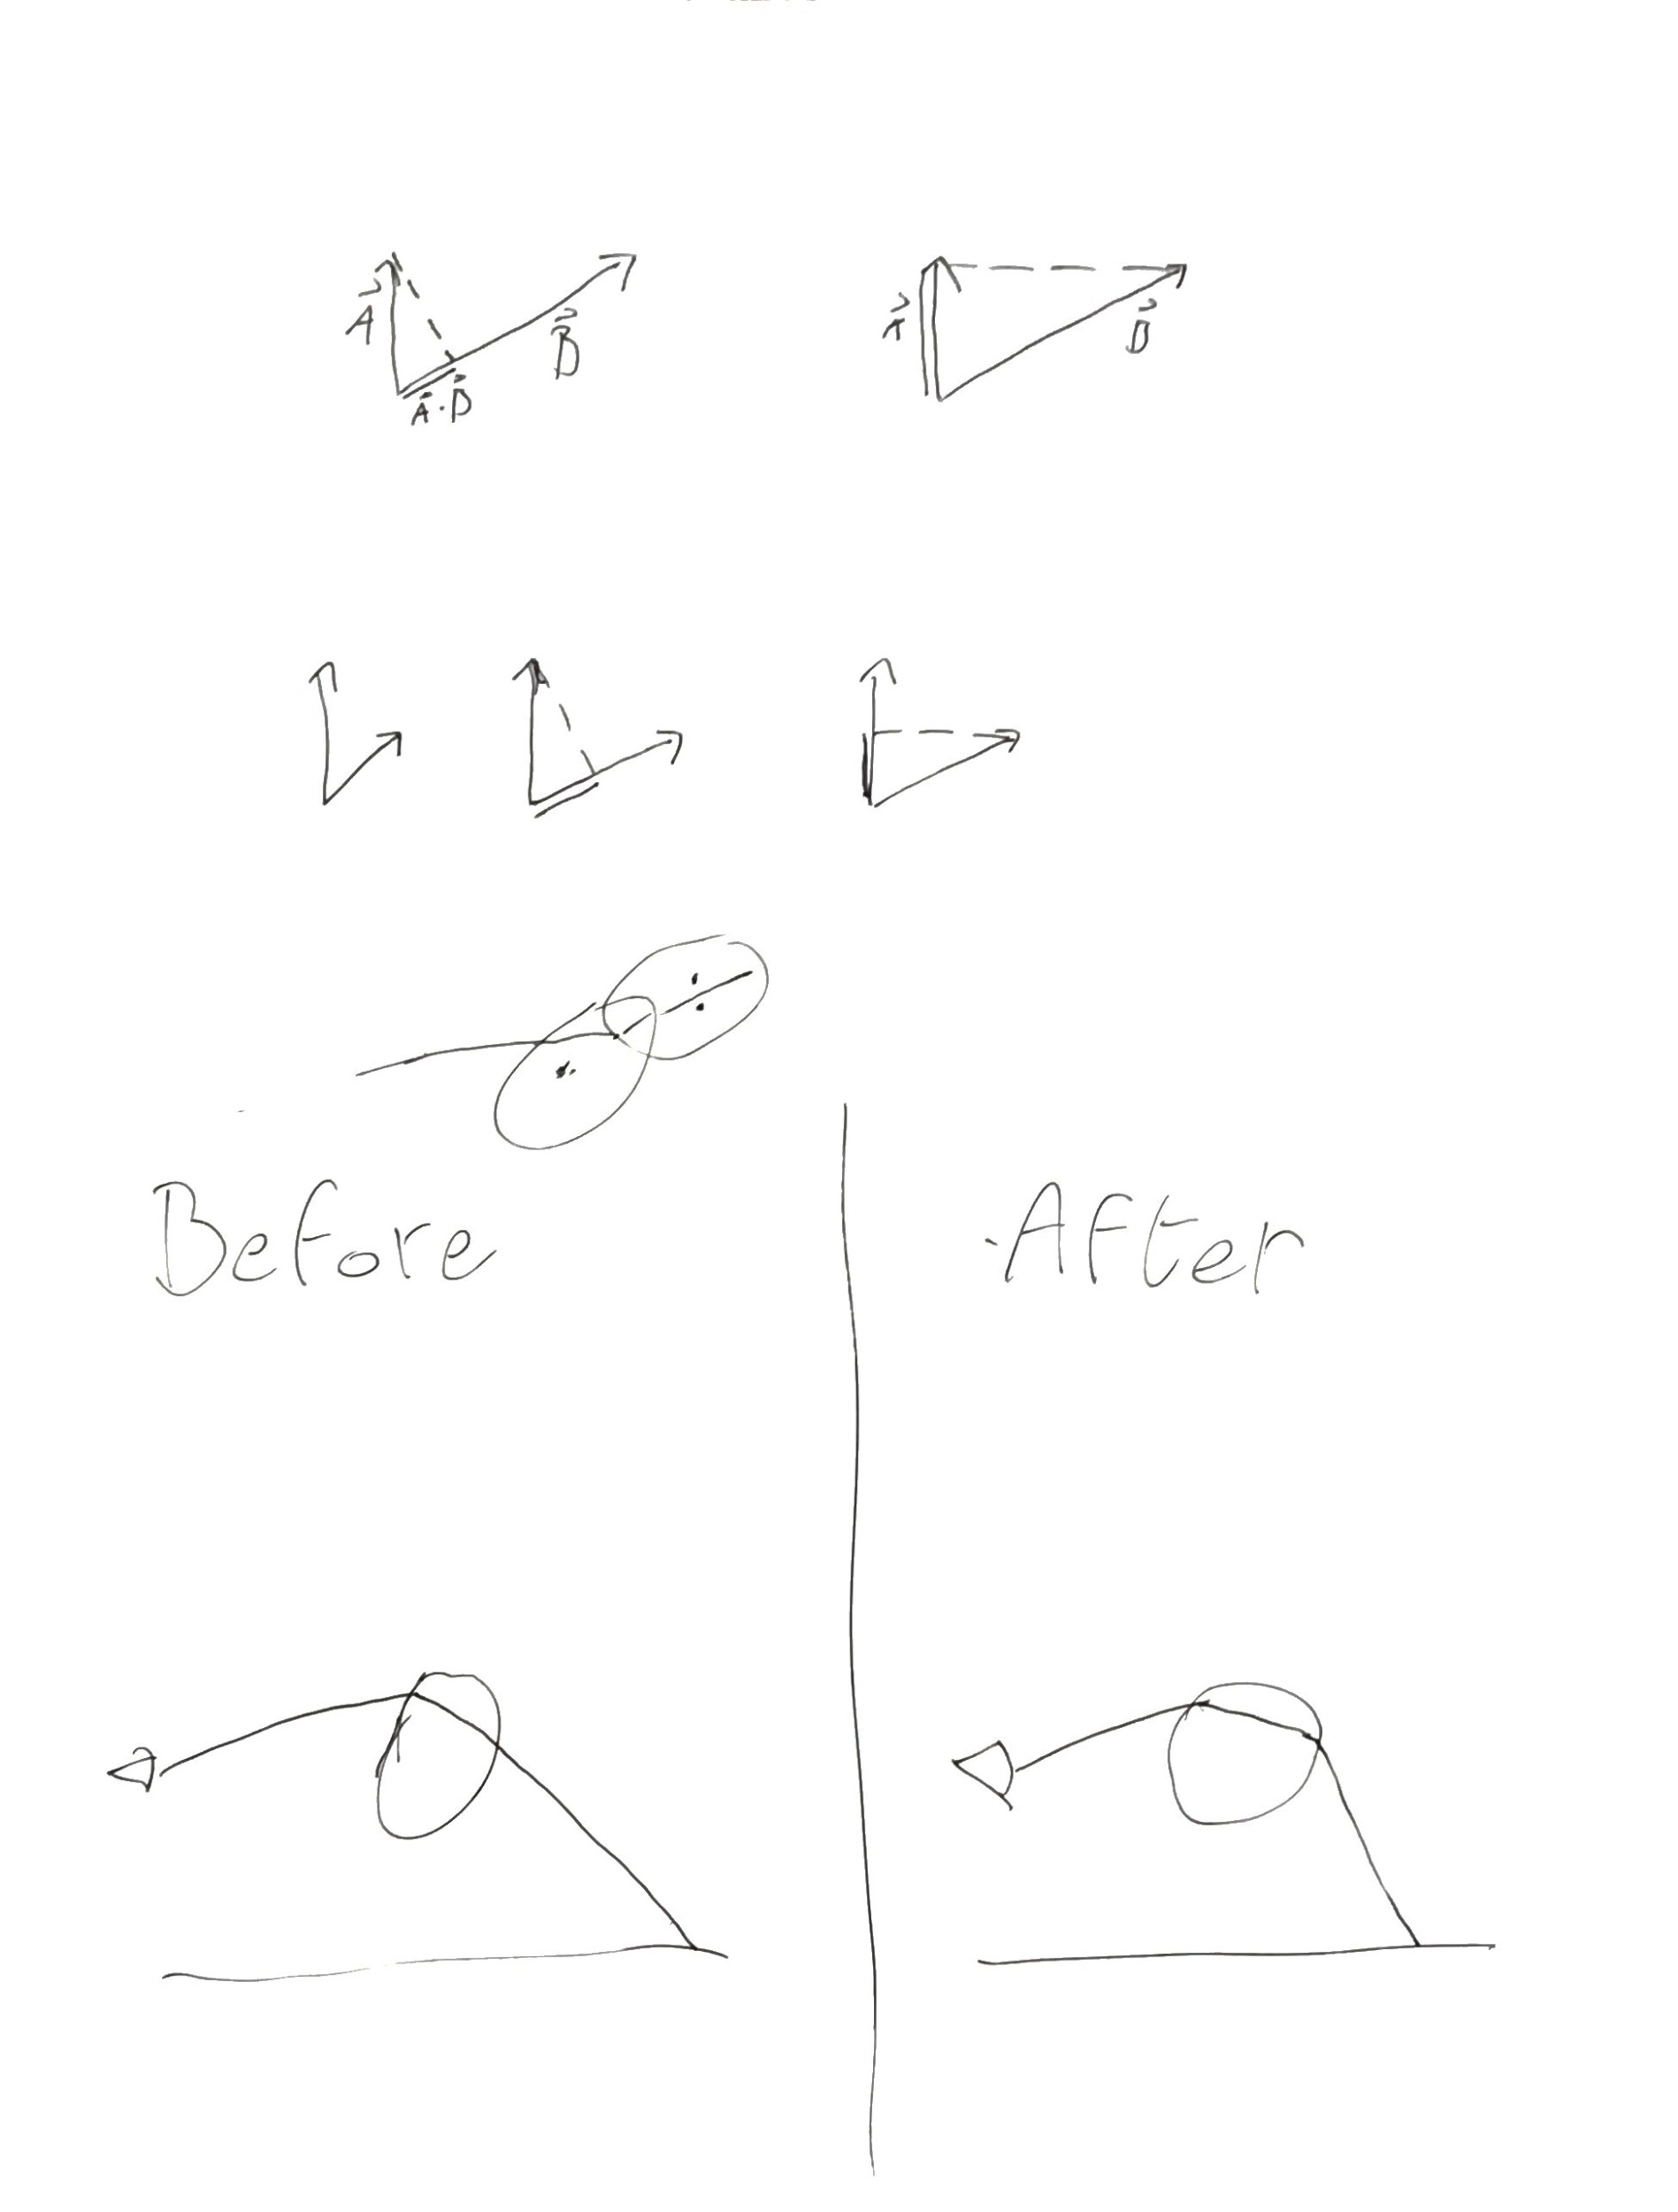 A⃗
B⃗
A⃗
B⃗
A⃗·B⃗
Before
After